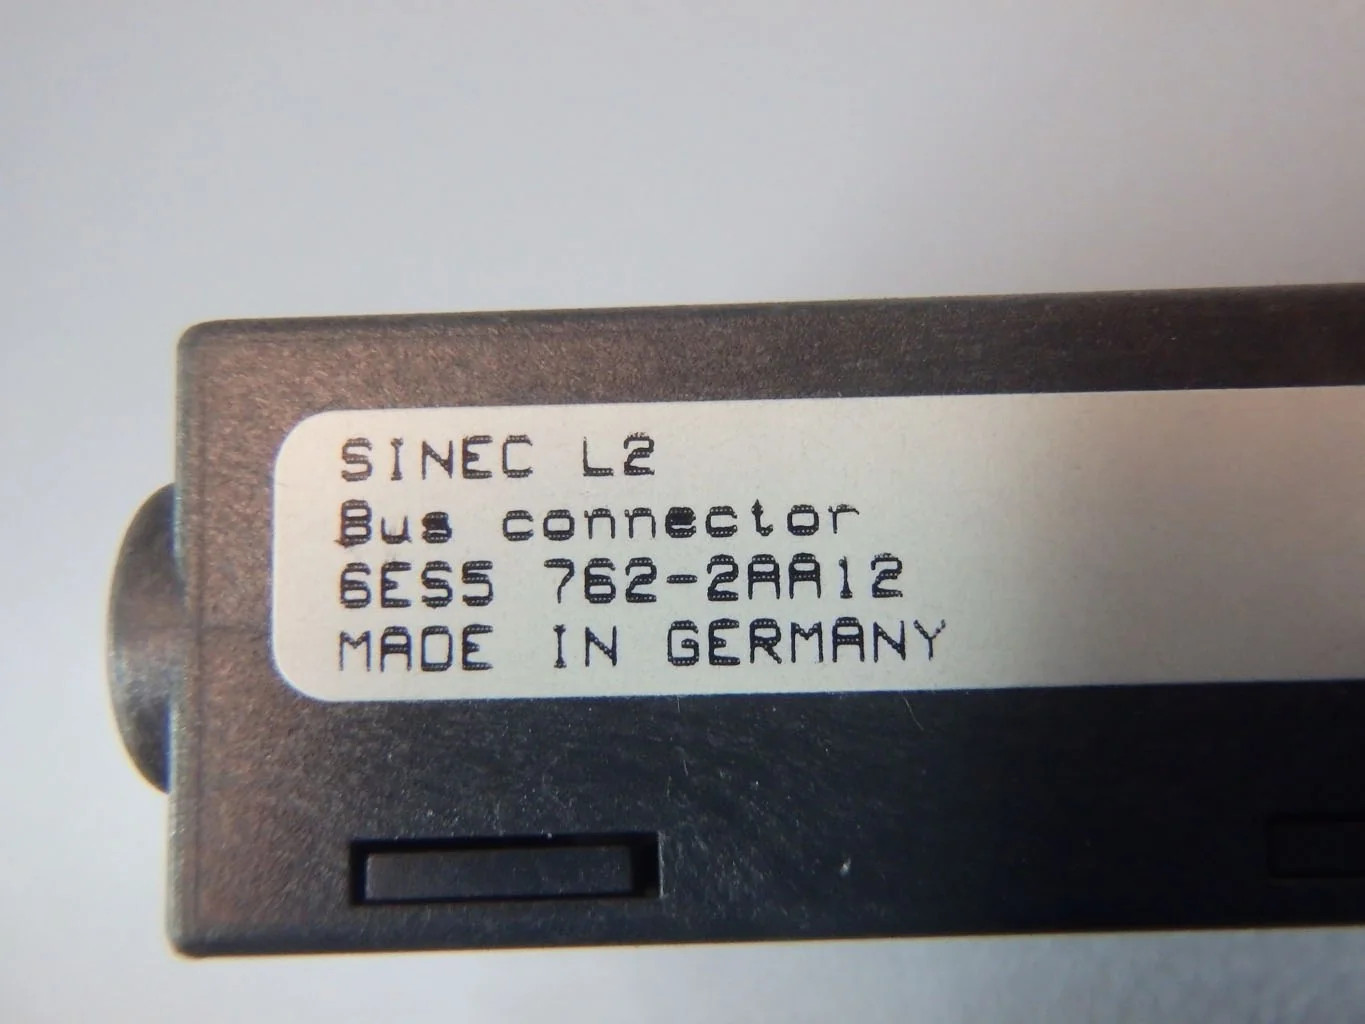 SINEC L2
Bus connector
6ES5 762-2AA12
MADE IN GERMANY